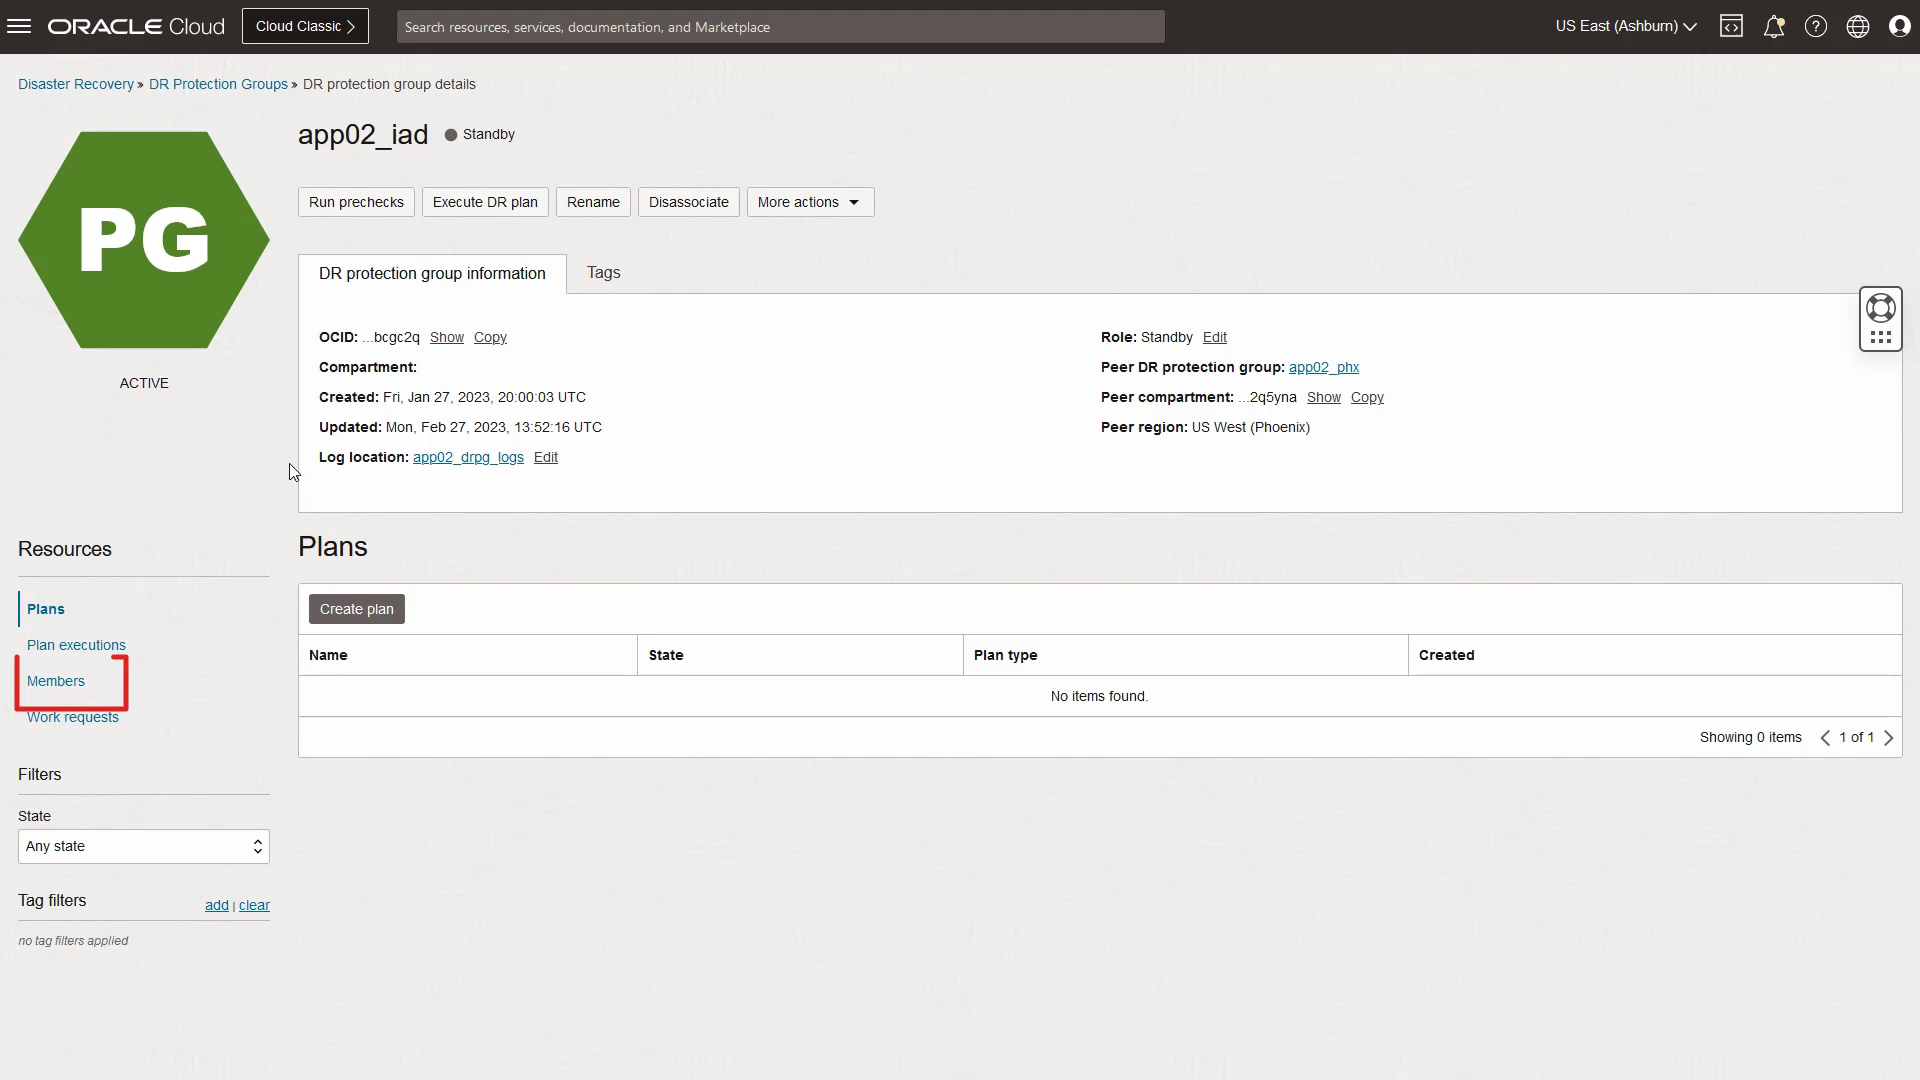 ORACLE Cloud
Cloud Classic
Search resources, services, documentation, and Marketplace
US East (Ashburn)
Disaster Recovery » DR Protection Groups » DR protection group details
PG
ACTIVE
app02_iad
Standby
Run prechecks
Execute DR plan
Rename
Disassociate
More actions
DR protection group information
Tags
OCID: ...bcgc2q Show Copy
Compartment:
Created: Fri, Jan 27, 2023, 20:00:03 UTC
Updated: Mon, Feb 27, 2023, 13:52:16 UTC
Log location: app02_drpg_logs Edit
Role: Standby Edit
Peer DR protection group: app02_phx
Peer compartment: ...2q5yna Show Copy
Peer region: US West (Phoenix)
Resources
Plans
Plan executions
Members
Work requests
Filters
State
Any state
Tag filters
add | clear
no tag filters applied
Plans
Create plan
Name State Plan type Created
No items found.
Showing 0 items 1 of 1